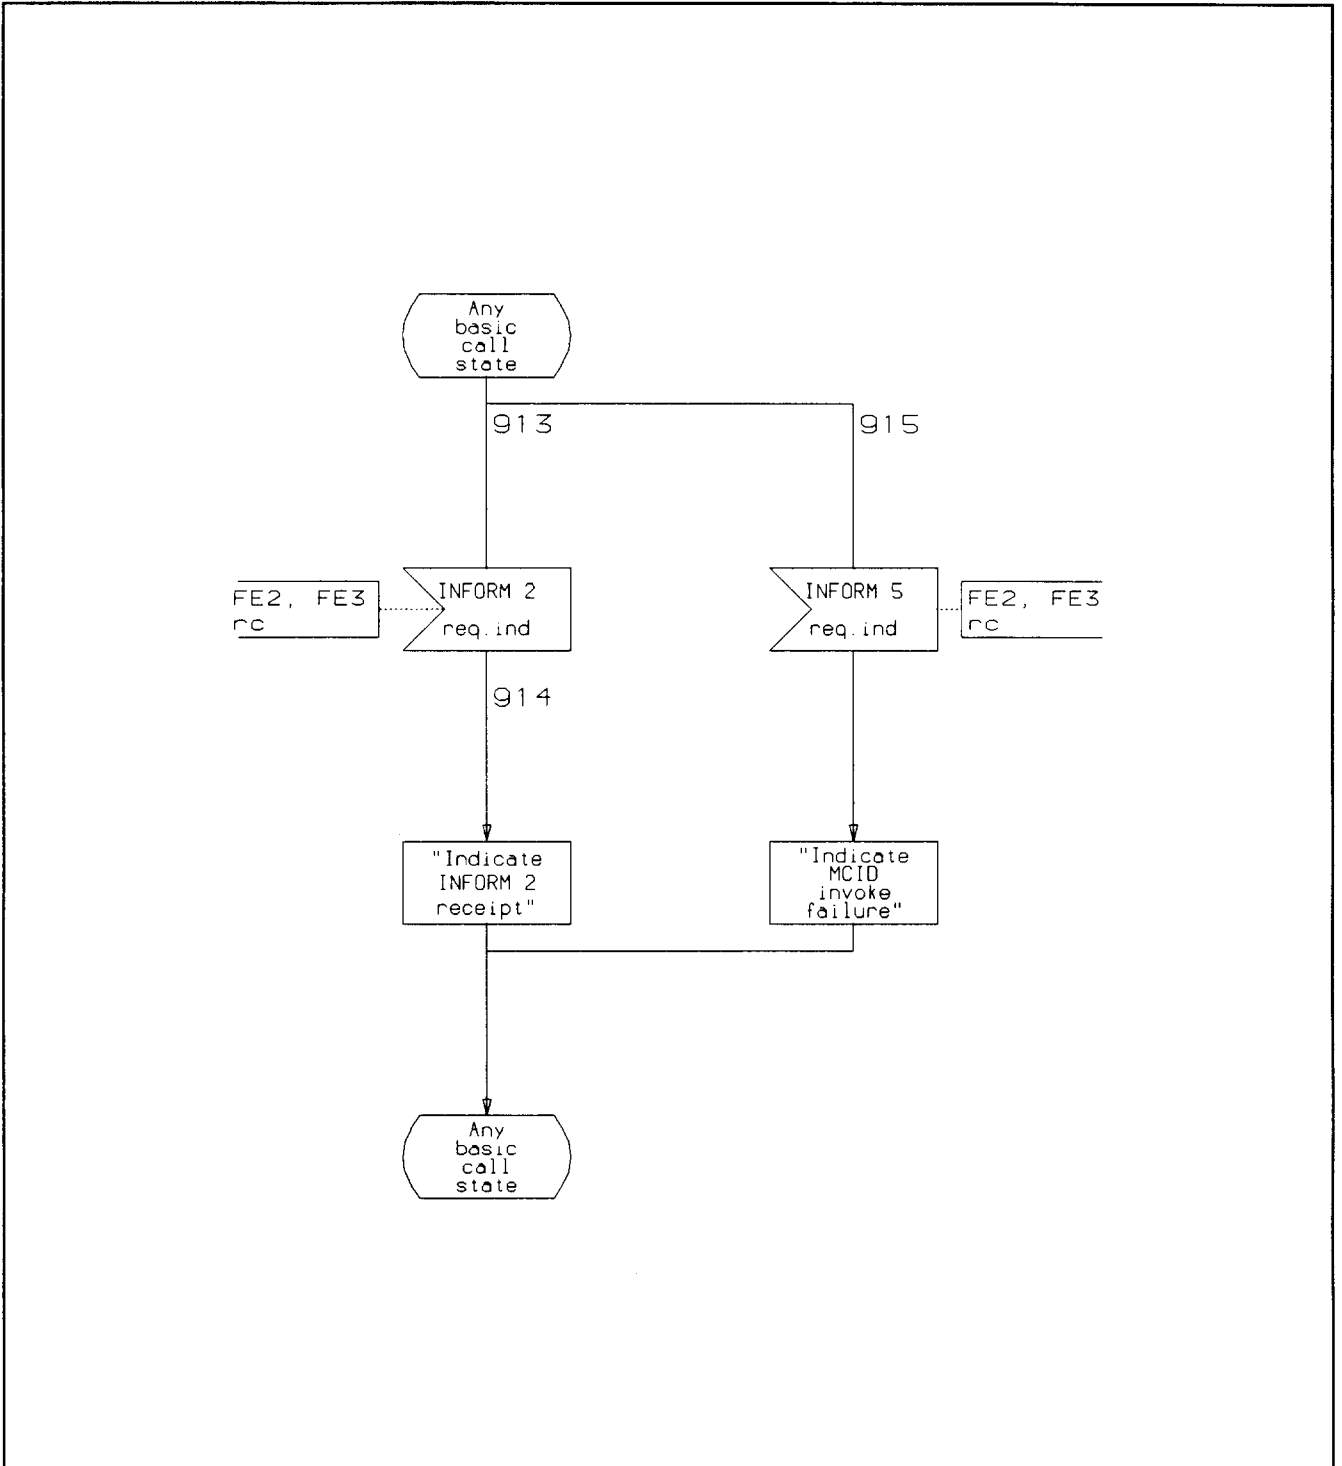 Any
basic
call
state
913
915
FE2, FE3
rc
INFORM 2
req.ind
INFORM 5
req.ind
FE2, FE3
rc
914
"Indicate
INFORM 2
receipt"
"Indicate
MCID
invoke
failure"
Any
basic
call
state